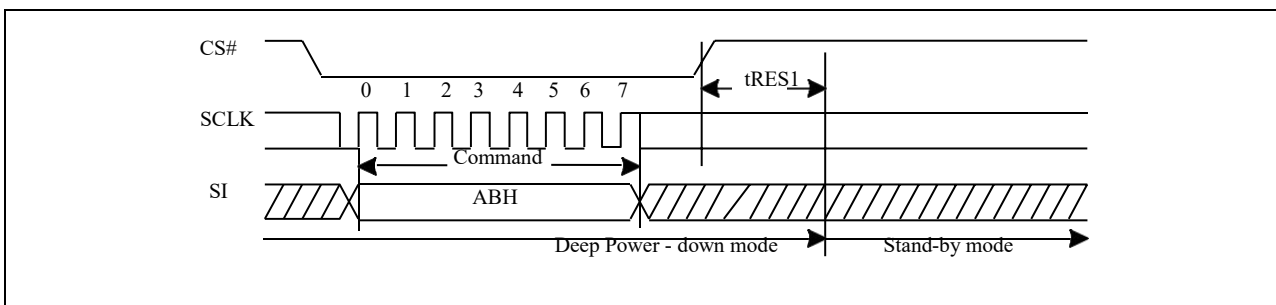 CS#
tRES1
0 1 2 3 4 5 6 7
SCLK
Command
SI
ABH
Deep Power - down mode Stand-by mode